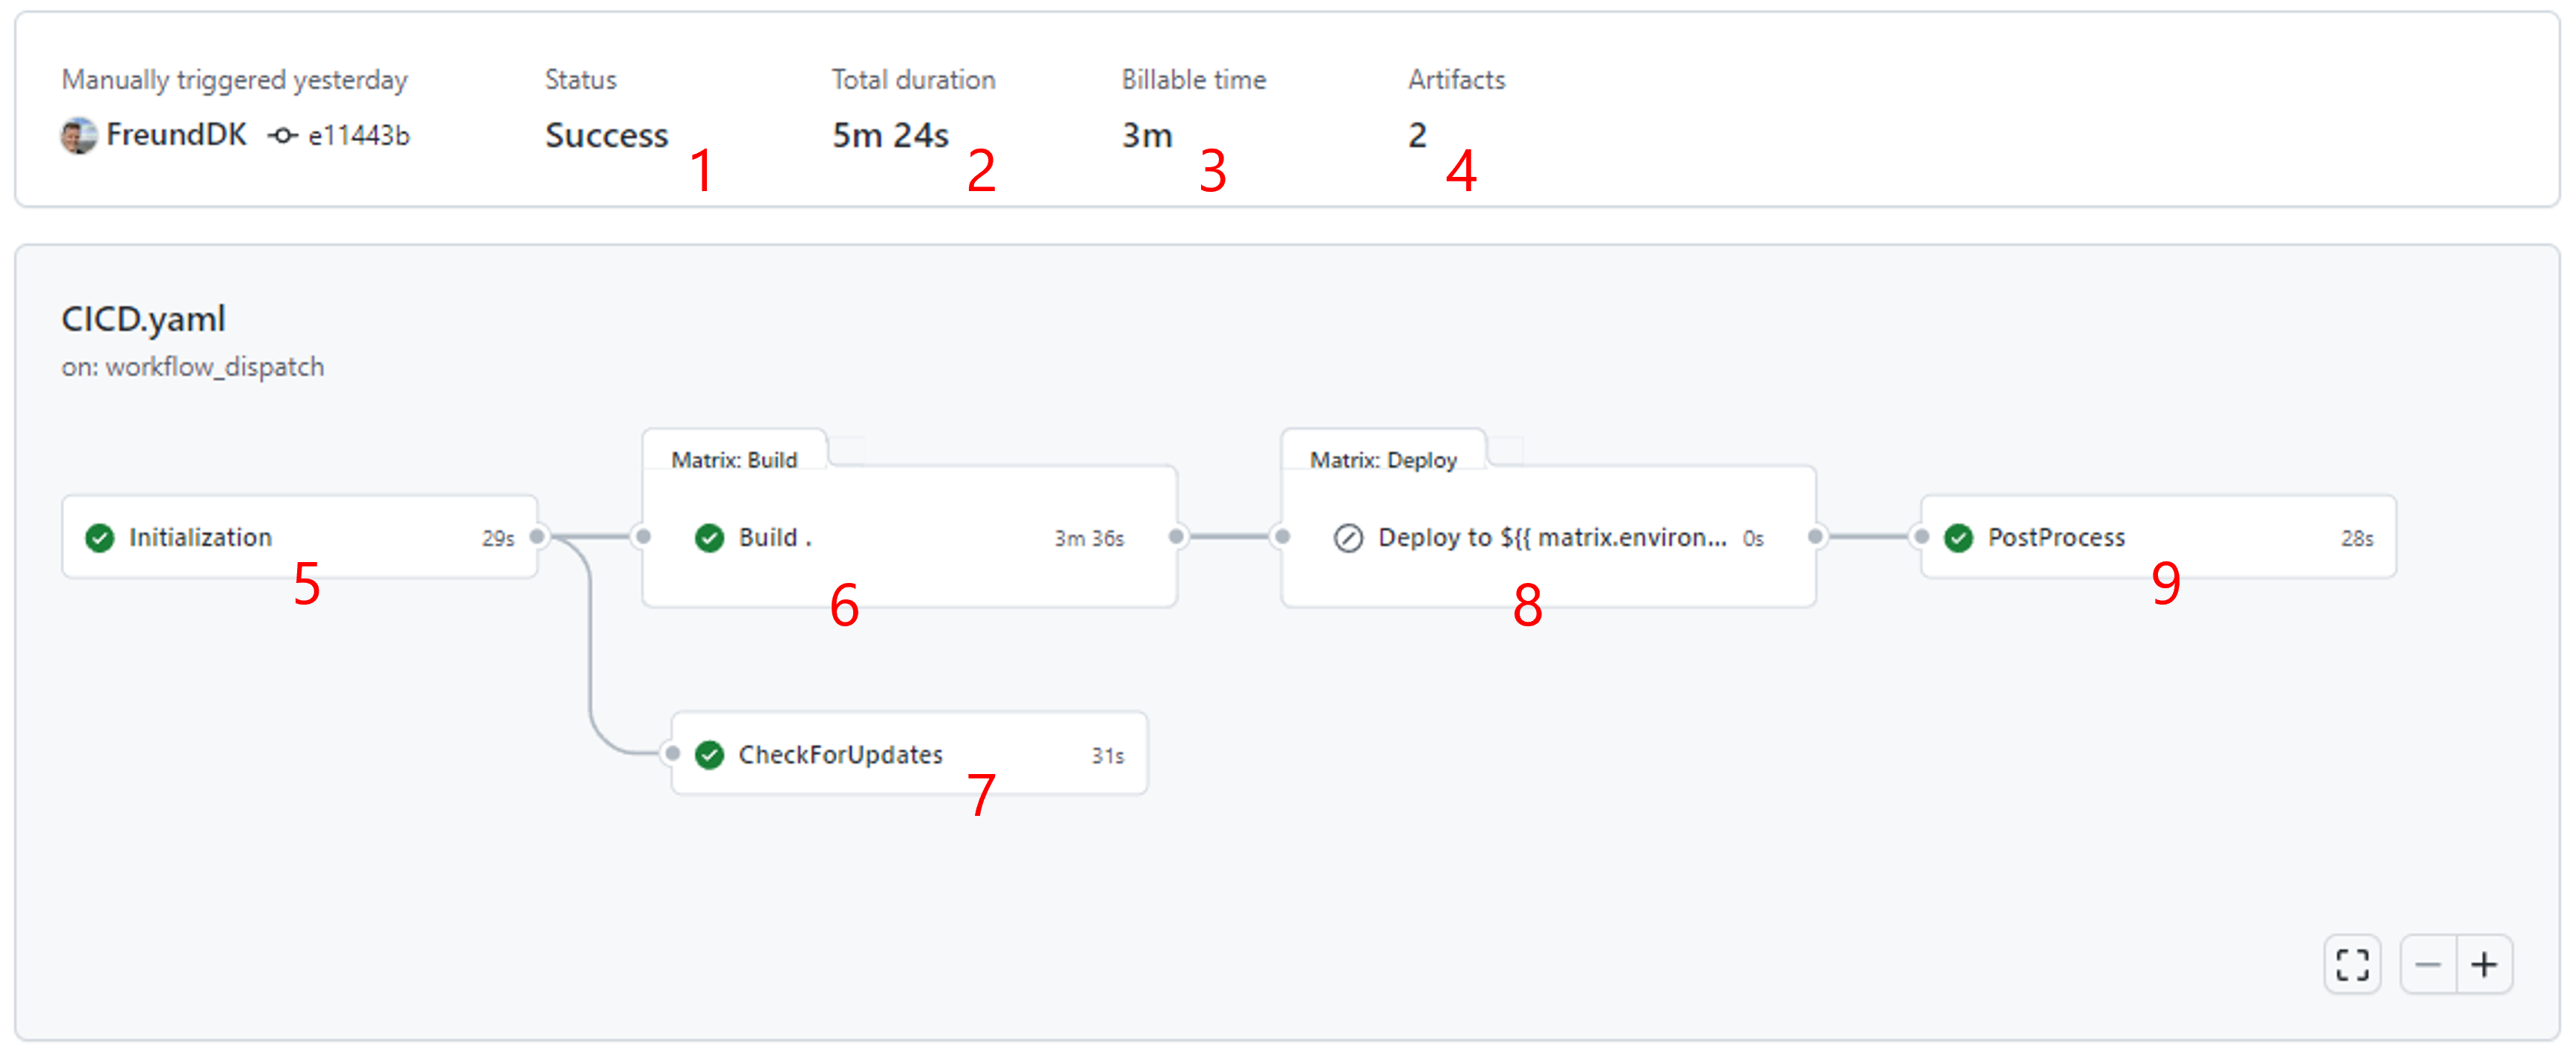 Manually triggered yesterday
FreundDK e11443b
Status
Success
1
Total duration
5m 24s
2
Billable time
3m
3
Artifacts
2
4
CICD.yaml
on: workflow_dispatch
Initialization 29s
5
Matrix: Build
Build . 3m 36s
6
CheckForUpdates 31s
7
Matrix: Deploy
Deploy to ${{ matrix.environ... 0s
8
PostProcess 28s
9